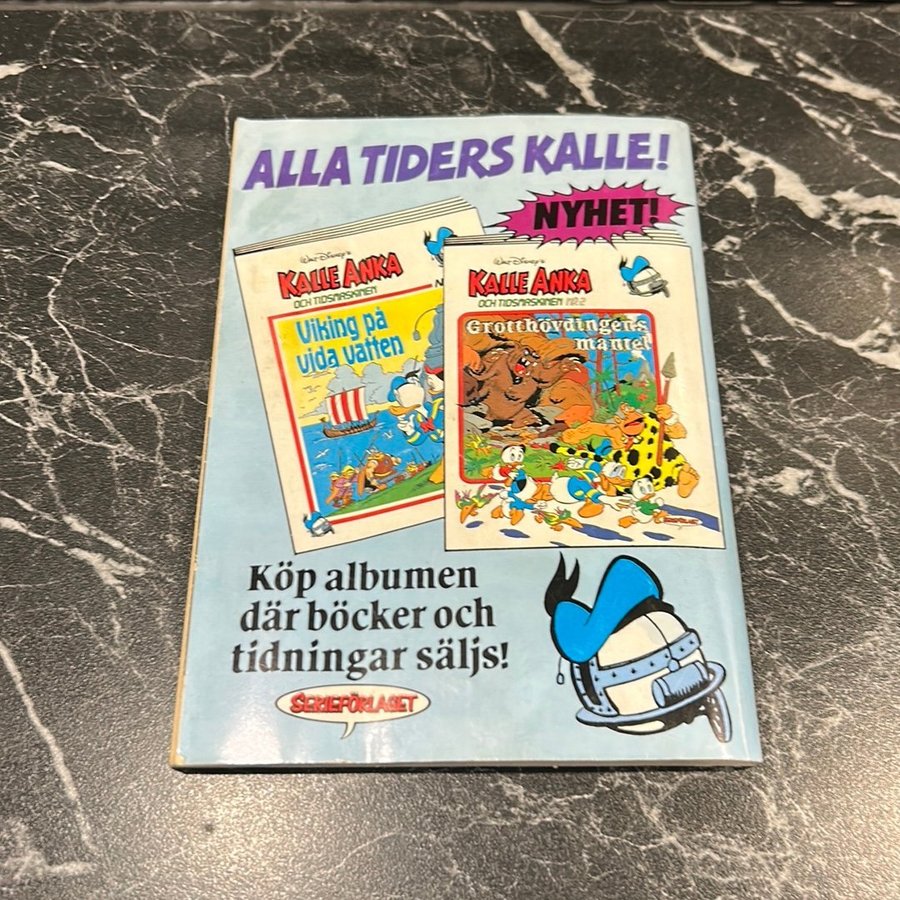 ALLA TIDERS KALLE!
NYHET!
Walt Disney's
KALLE ANKA
OCH TIDSMASKINEN
Viking på
vida vatten
Walt Disney's
KALLE ANKA
OCH TIDSMASKINEN NR 2
Grotthövdingens
mantel
Köp albumen
där böcker och
tidningar säljs!
SERIEFÖRLAGET